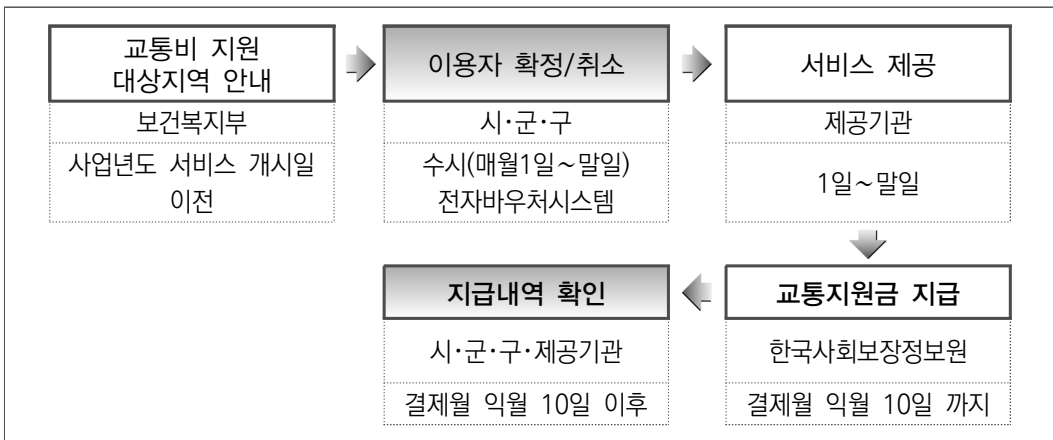 교통비 지원
대상지역 안내
보건복지부
사업년도 서비스 개시일
이전
이용자 확정/취소
시·군·구
수시(매월1일~말일)
전자바우처시스템
서비스 제공
제공기관
1일~말일
교통지원금 지급
한국사회보장정보원
결제월 익월 10일 까지
지급내역 확인
시·군·구·제공기관
결제월 익월 10일 이후